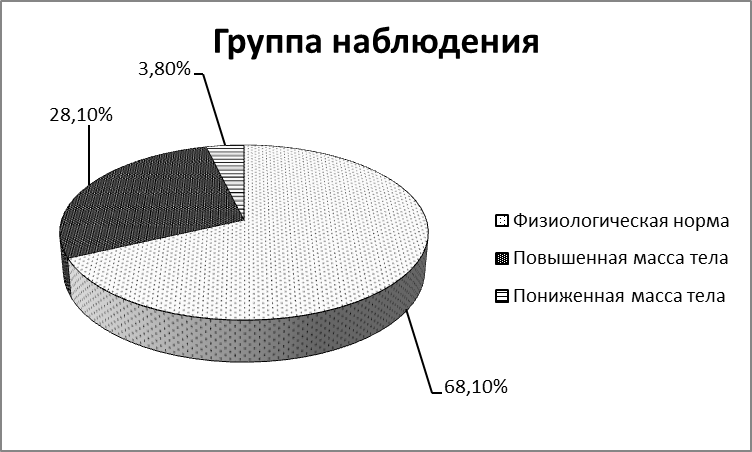 Группа наблюдения
3,80%
28,10%
Физиологическая норма
Повышенная масса тела
Пониженная масса тела
68,10%